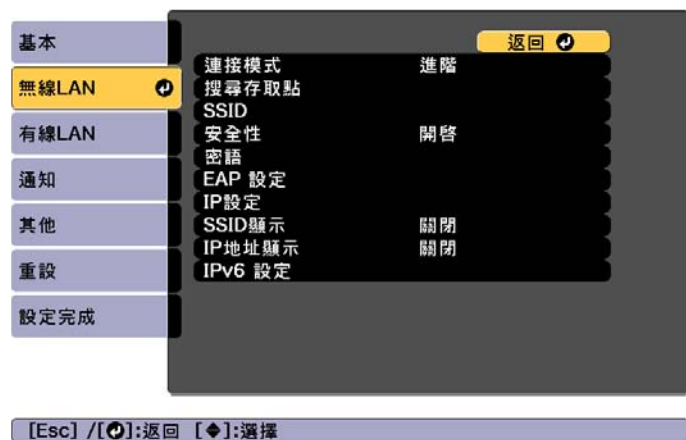 基本
無線LAN
有線LAN
通知
其他
重設
設定完成
返回
連接模式 進階
搜尋存取點
SSID
安全性 開啓
密語
EAP 設定
IP設定
SSID顯示 關閉
IP地址顯示 關閉
IPv6 設定
[Esc] /[]:返回 [◆]:選擇